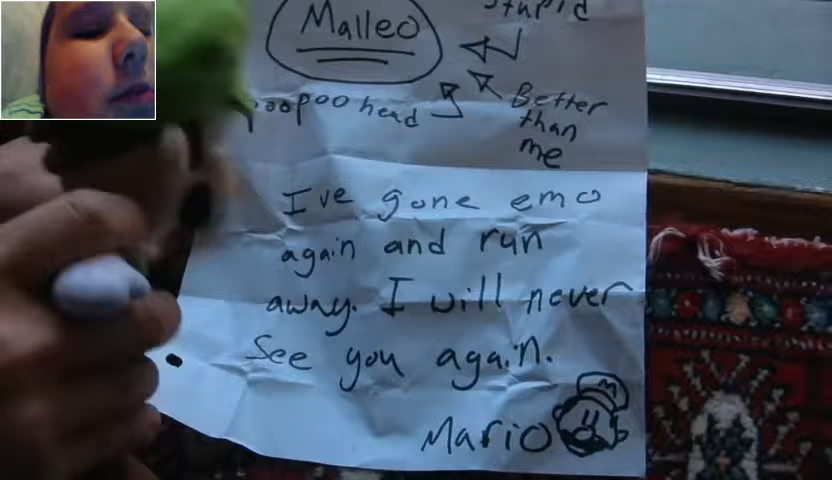 Stupid
Malleo
poopoo head
Better
than
me
I've gone emo
again and run
away. I will never
See you again.
Mario
M